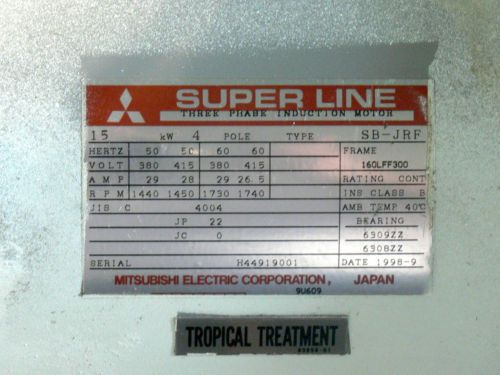 SUPER LINE
THREE PHASE INDUCTION MOTOR
15 kW 4 POLE TYPE SB-JRF
HERTZ 50 50 60 60 FRAME
VOLT 380 415 380 415 160LFF300
AMP 29 28 29 26.5 RATING CONT
RPM 1440 1450 1730 1740 INS CLASS B
JIS C 4004 AMB TEMP 40°C
JP 22 BEARING
JC 0 6309ZZ
6308ZZ
SERIAL H44919001 DATE 1998-9
MITSUBISHI ELECTRIC CORPORATION, JAPAN
9U609
TROPICAL TREATMENT